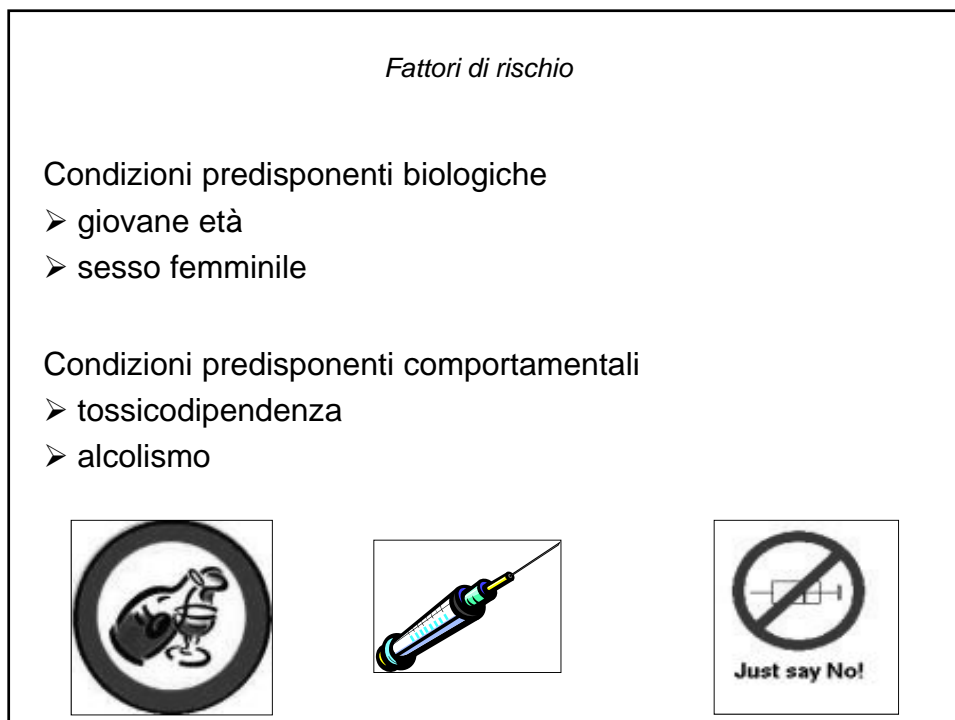 Fattori di rischio
Condizioni predisponenti biologiche
➢ giovane età
➢ sesso femminile
Condizioni predisponenti comportamentali
➢ tossicodipendenza
➢ alcolismo
Just say No!